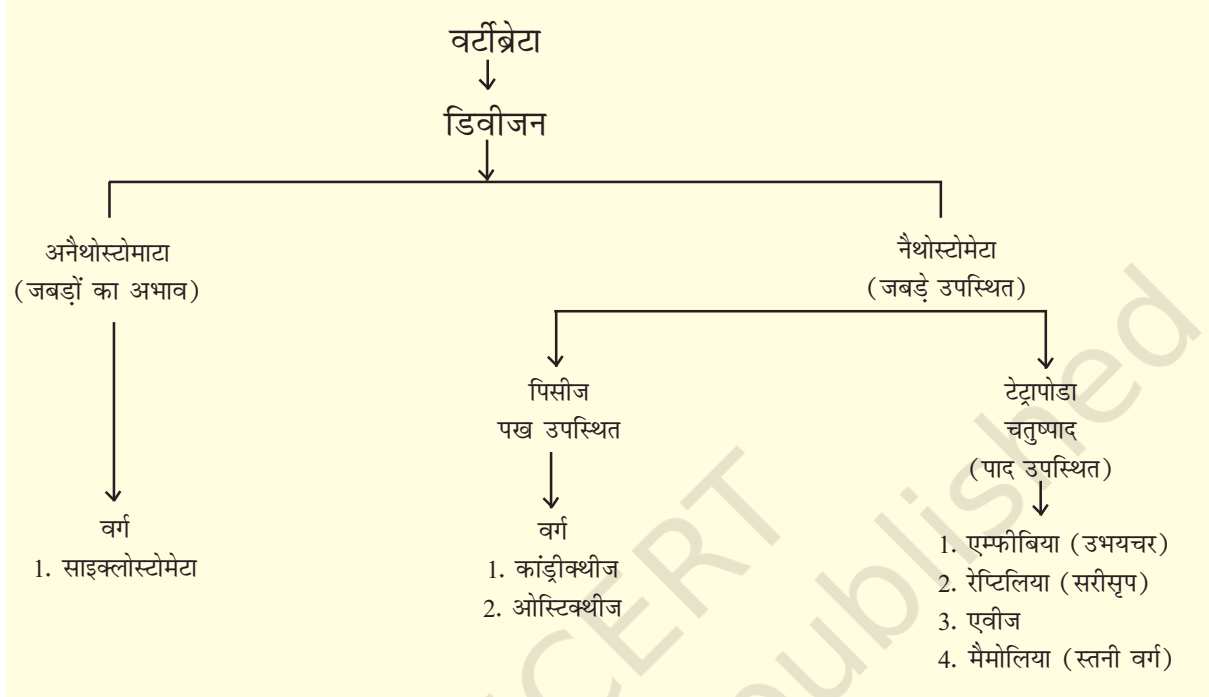 वर्टीब्रेटा
डिवीजन
अनैथोस्टोमाटा
(जबड़ों का अभाव)
नैथोस्टोमेटा
(जबड़े उपस्थित)
पिसीज
पख उपस्थित
टेट्रापोडा
चतुष्पाद
(पाद उपस्थित)
वर्ग
1. साइक्लोस्टोमेटा
वर्ग
1. कांड्रीक्थीज
2. ओस्टिक्थीज
1. एम्फीबिया (उभयचर)
2. रेप्टिलिया (सरीसृप)
3. एवीज
4. मैमोलिया (स्तनी वर्ग)